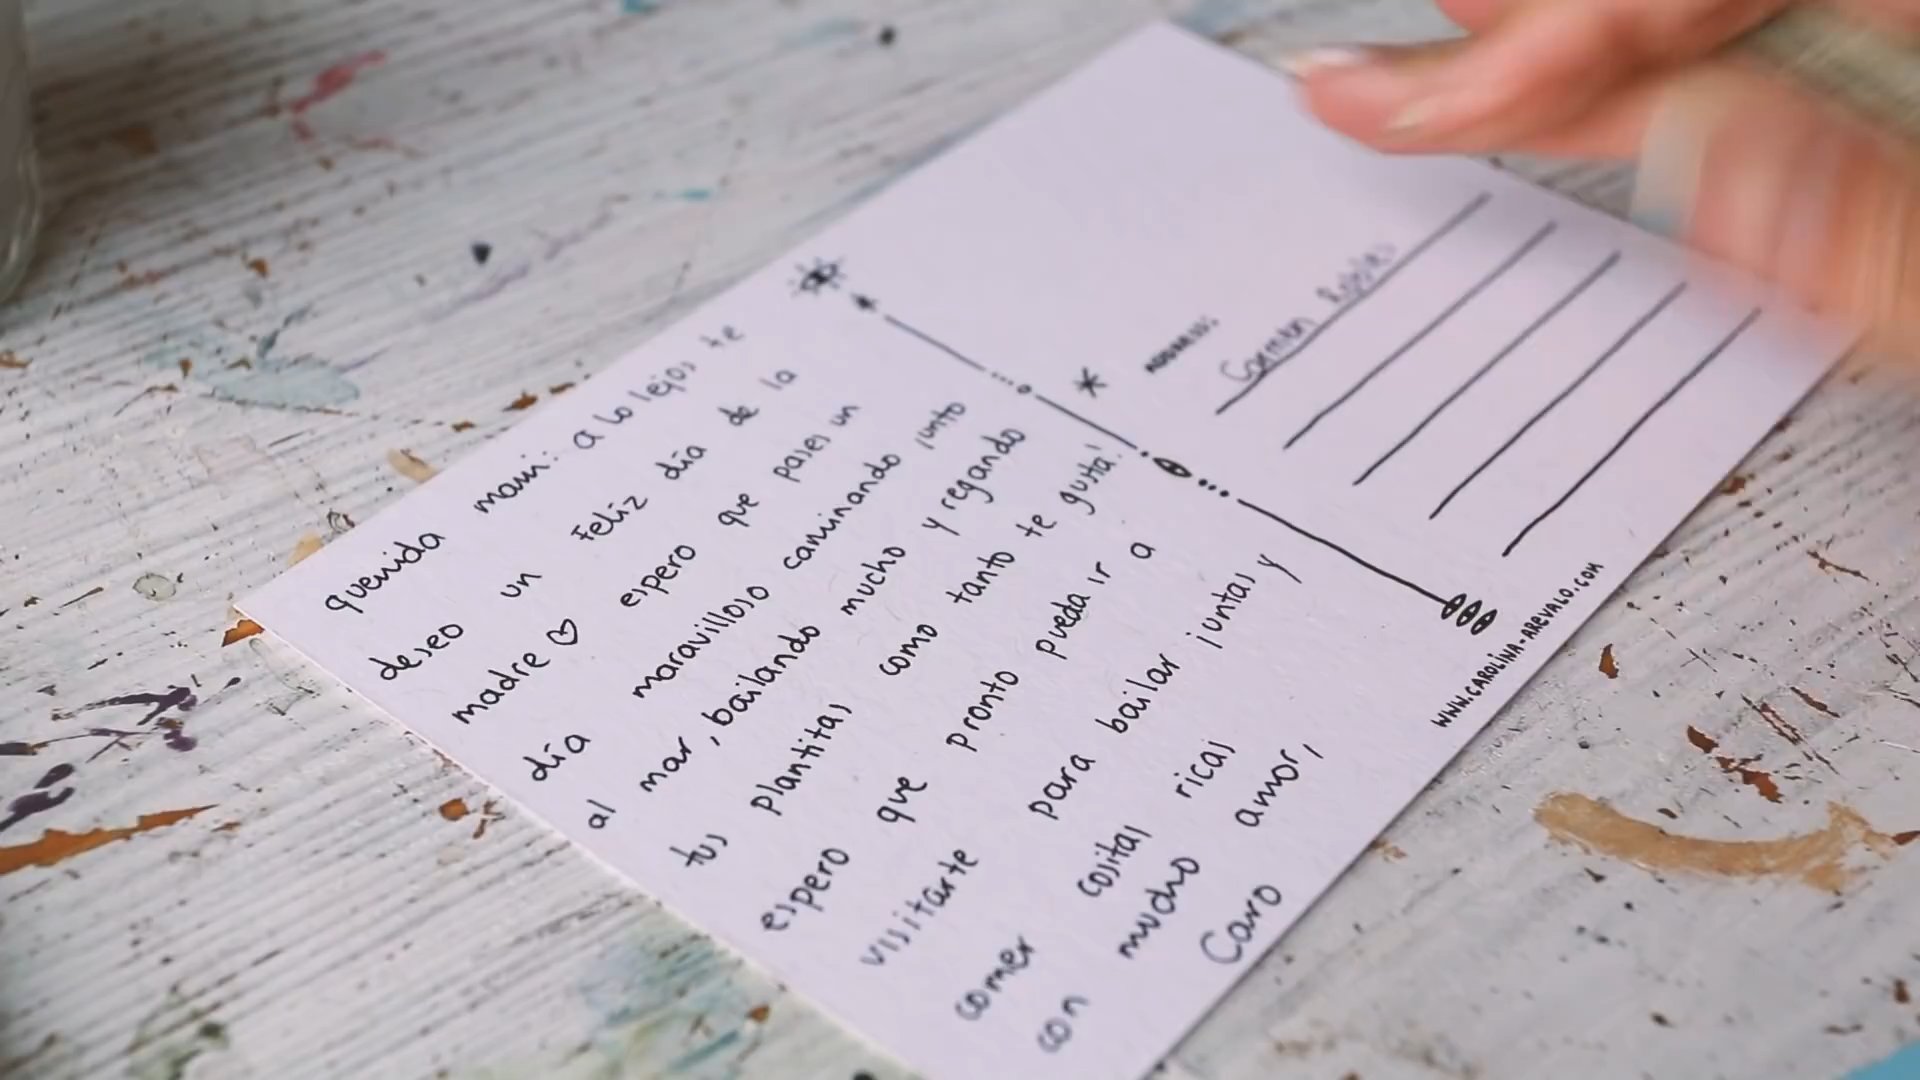 querida mami: a lo lejos te
deseo un Feliz día de la
madre ♡ espero que pases un
día maravilloso caminando junto
al mar, bailando mucho y regando
tus plantitas como tanto te gusta!
espero que pronto pueda ir a
visitarte para bailar juntas y
comer cositas ricas
con mucho amor,
Caro
ADDRESS:
Carmen Robles
WWW.CAROLINA-AREVALO.COM